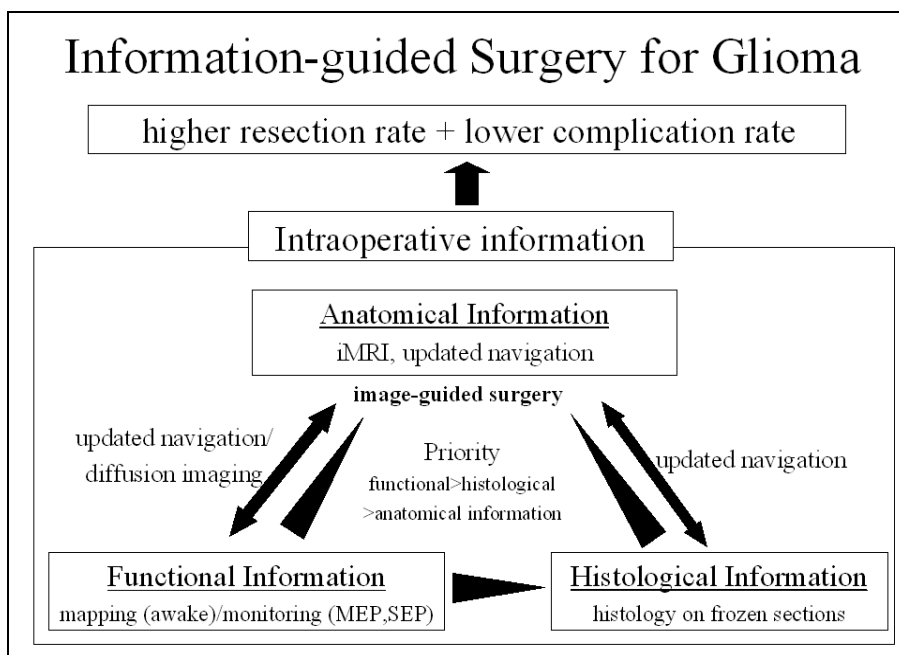 Information-guided Surgery for Glioma
higher resection rate + lower complication rate
Intraoperative information
Anatomical Information
iMRI, updated navigation
image-guided surgery
updated navigation/
diffusion imaging
Priority
functional>histological
>anatomical information
updated navigation
Functional Information
mapping (awake)/monitoring (MEP,SEP)
Histological Information
histology on frozen sections